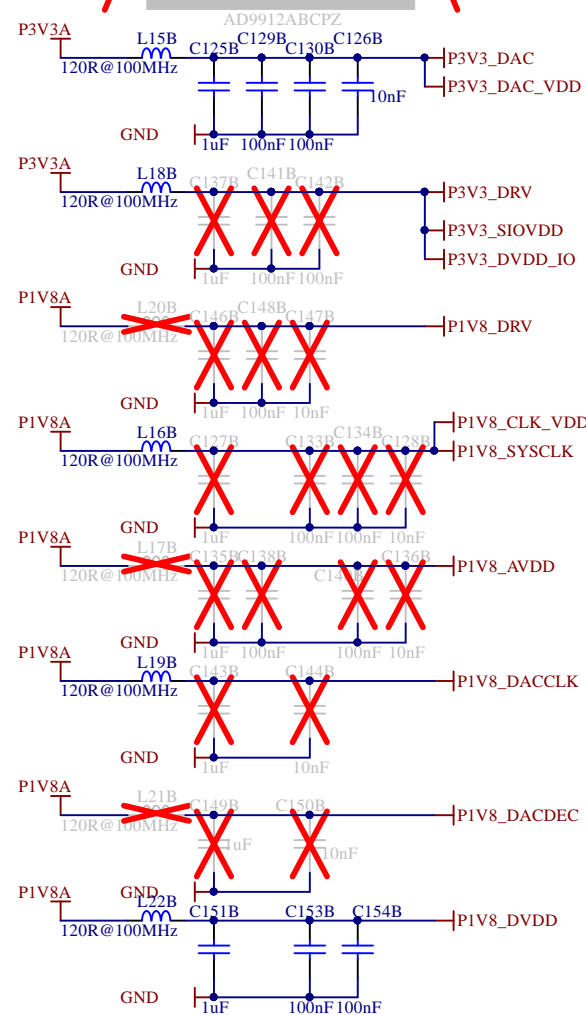 AD9912ABCPZ
P3V3A
L15B
120R@100MHz
C125B
C129B
C130B
C126B
10nF
P3V3_DAC
P3V3_DAC_VDD
GND
1uF
100nF
100nF
P3V3A
L18B
120R@100MHz
C137B
C141B
C142B
P3V3_DRV
P3V3_SIOVDD
P3V3_DVDD_IO
GND
1uF
100nF
100nF
P1V8A
L20B
120R@100MHz
C146B
C148B
C147B
P1V8_DRV
GND
1uF
100nF
10nF
P1V8A
L16B
120R@100MHz
C127B
C133B
C134B
C128B
P1V8_CLK_VDD
P1V8_SYSCLK
GND
1uF
100nF
100nF
10nF
P1V8A
L17B
120R@100MHz
C135B
C138B
C136B
P1V8_AVDD
GND
1uF
100nF
100nF
10nF
P1V8A
L19B
120R@100MHz
C143B
C144B
P1V8_DACCLK
GND
1uF
10nF
P1V8A
L21B
120R@100MHz
C149B
C150B
1uF
10nF
P1V8_DACDEC
GND
P1V8A
L22B
120R@100MHz
C151B
C153B
C154B
P1V8_DVDD
GND
1uF
100nF
100nF